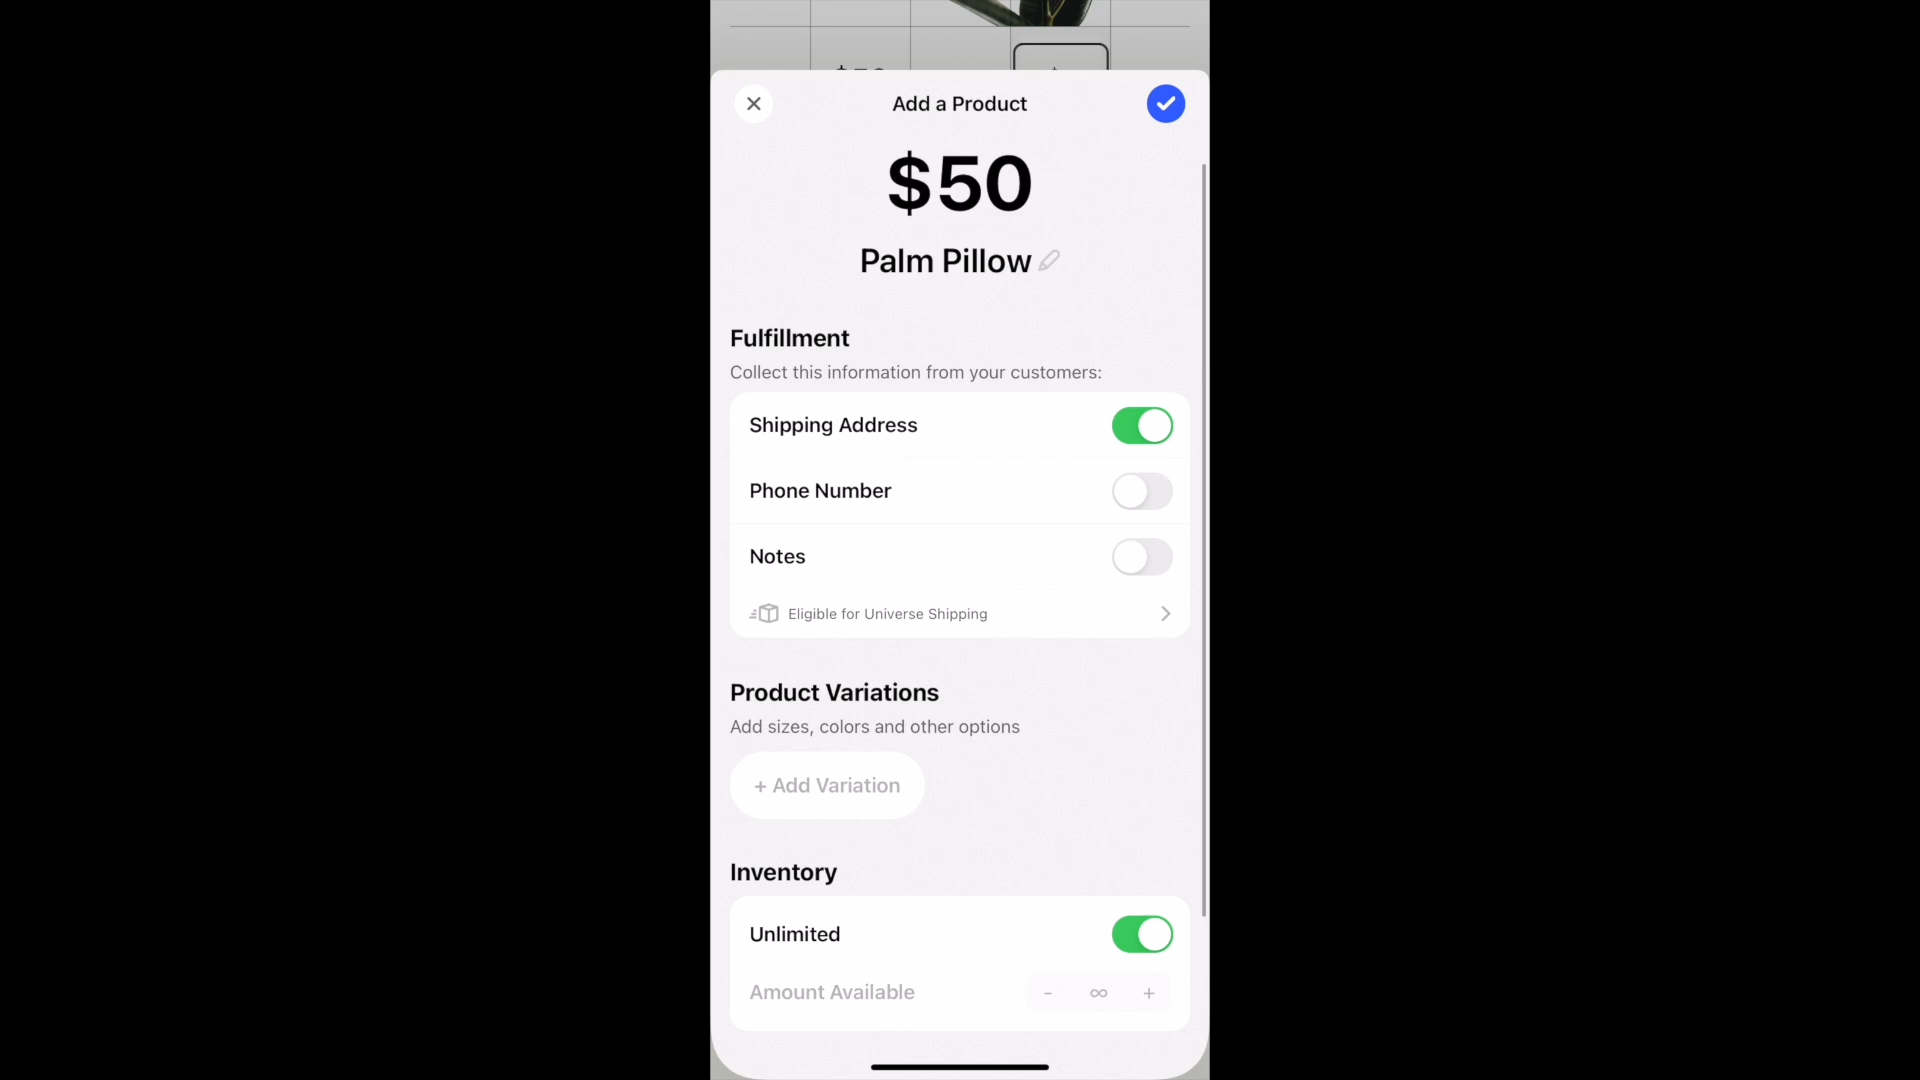 Add a Product
$50
Palm Pillow
Fulfillment
Collect this information from your customers:
Shipping Address
Phone Number
Notes
Eligible for Universe Shipping
Product Variations
Add sizes, colors and other options
+ Add Variation
Inventory
Unlimited
Amount Available
- ∞ +